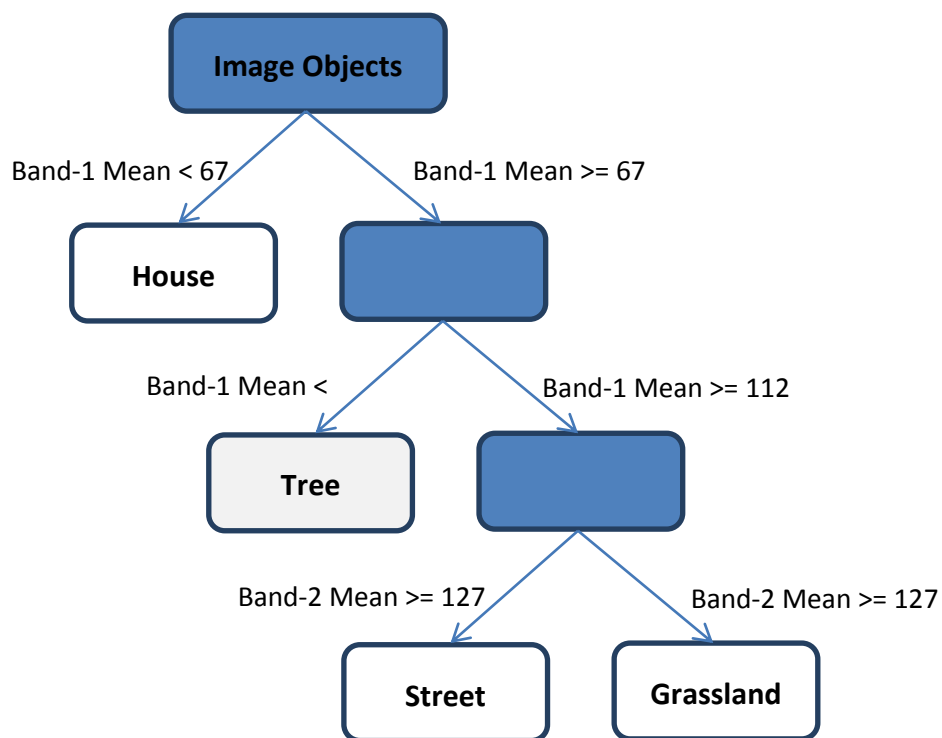 Image Objects
Band-1 Mean < 67
Band-1 Mean >= 67
House
Band-1 Mean <
Band-1 Mean >= 112
Tree
Band-2 Mean >= 127
Band-2 Mean >= 127
Street
Grassland